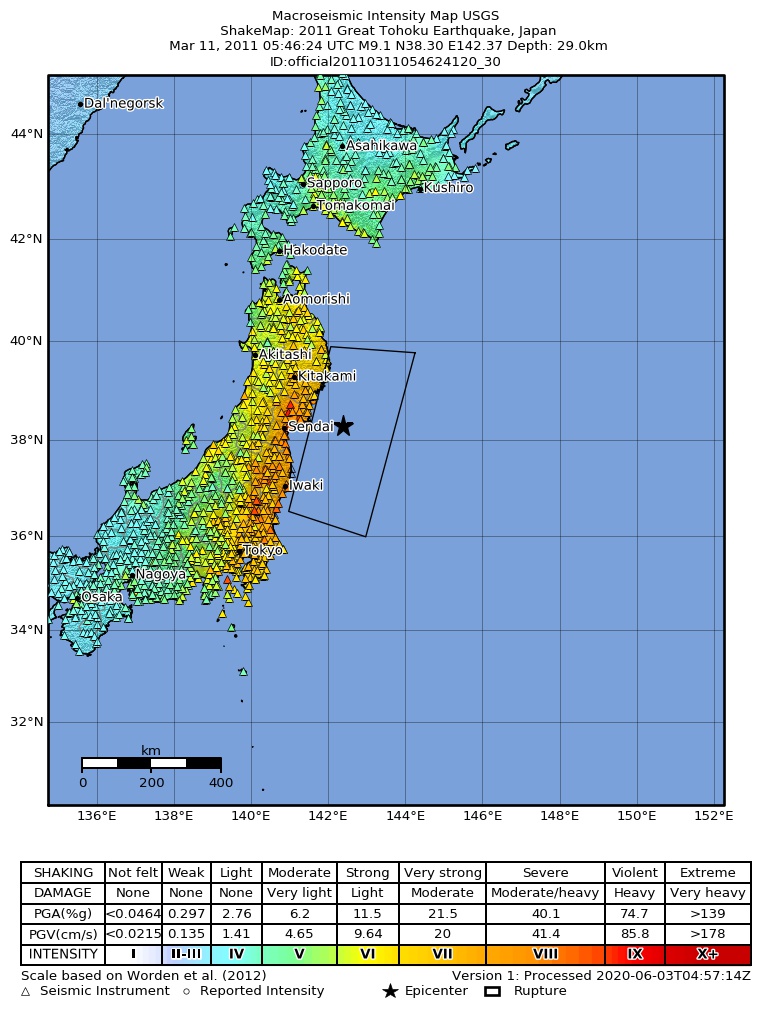 Macroseismic Intensity Map USGS
ShakeMap: 2011 Great Tohoku Earthquake, Japan
Mar 11, 2011 05:46:24 UTC M9.1 N38.30 E142.37 Depth: 29.0km
ID:official20110311054624120_30
Dal'negorsk
44°N
Asahikawa
Sapporo
Kushiro
Tomakomai
42°N
Hakodate
Aomorishi
40°N
Akitashi
Kitakami
38°N
Sendai
Iwaki
36°N
Tokyo
Nagoya
Osaka
34°N
32°N
km
0 200 400
136°E 138°E 140°E 142°E 144°E 146°E 148°E 150°E 152°E
SHAKING Not felt Weak Light Moderate Strong Very strong Severe Violent Extreme
DAMAGE None None None Very light Light Moderate Moderate/heavy Heavy Very heavy
PGA(%g) <0.0464 0.297 2.76 6.2 11.5 21.5 40.1 74.7 >139
PGV(cm/s) <0.0215 0.135 1.41 4.65 9.64 20 41.4 85.8 >178
INTENSITY I II-III IV V VI VII VIII IX X+
Scale based on Worden et al. (2012) Version 1: Processed 2020-06-03T04:57:14Z
△ Seismic Instrument ○ Reported Intensity ★ Epicenter Rupture